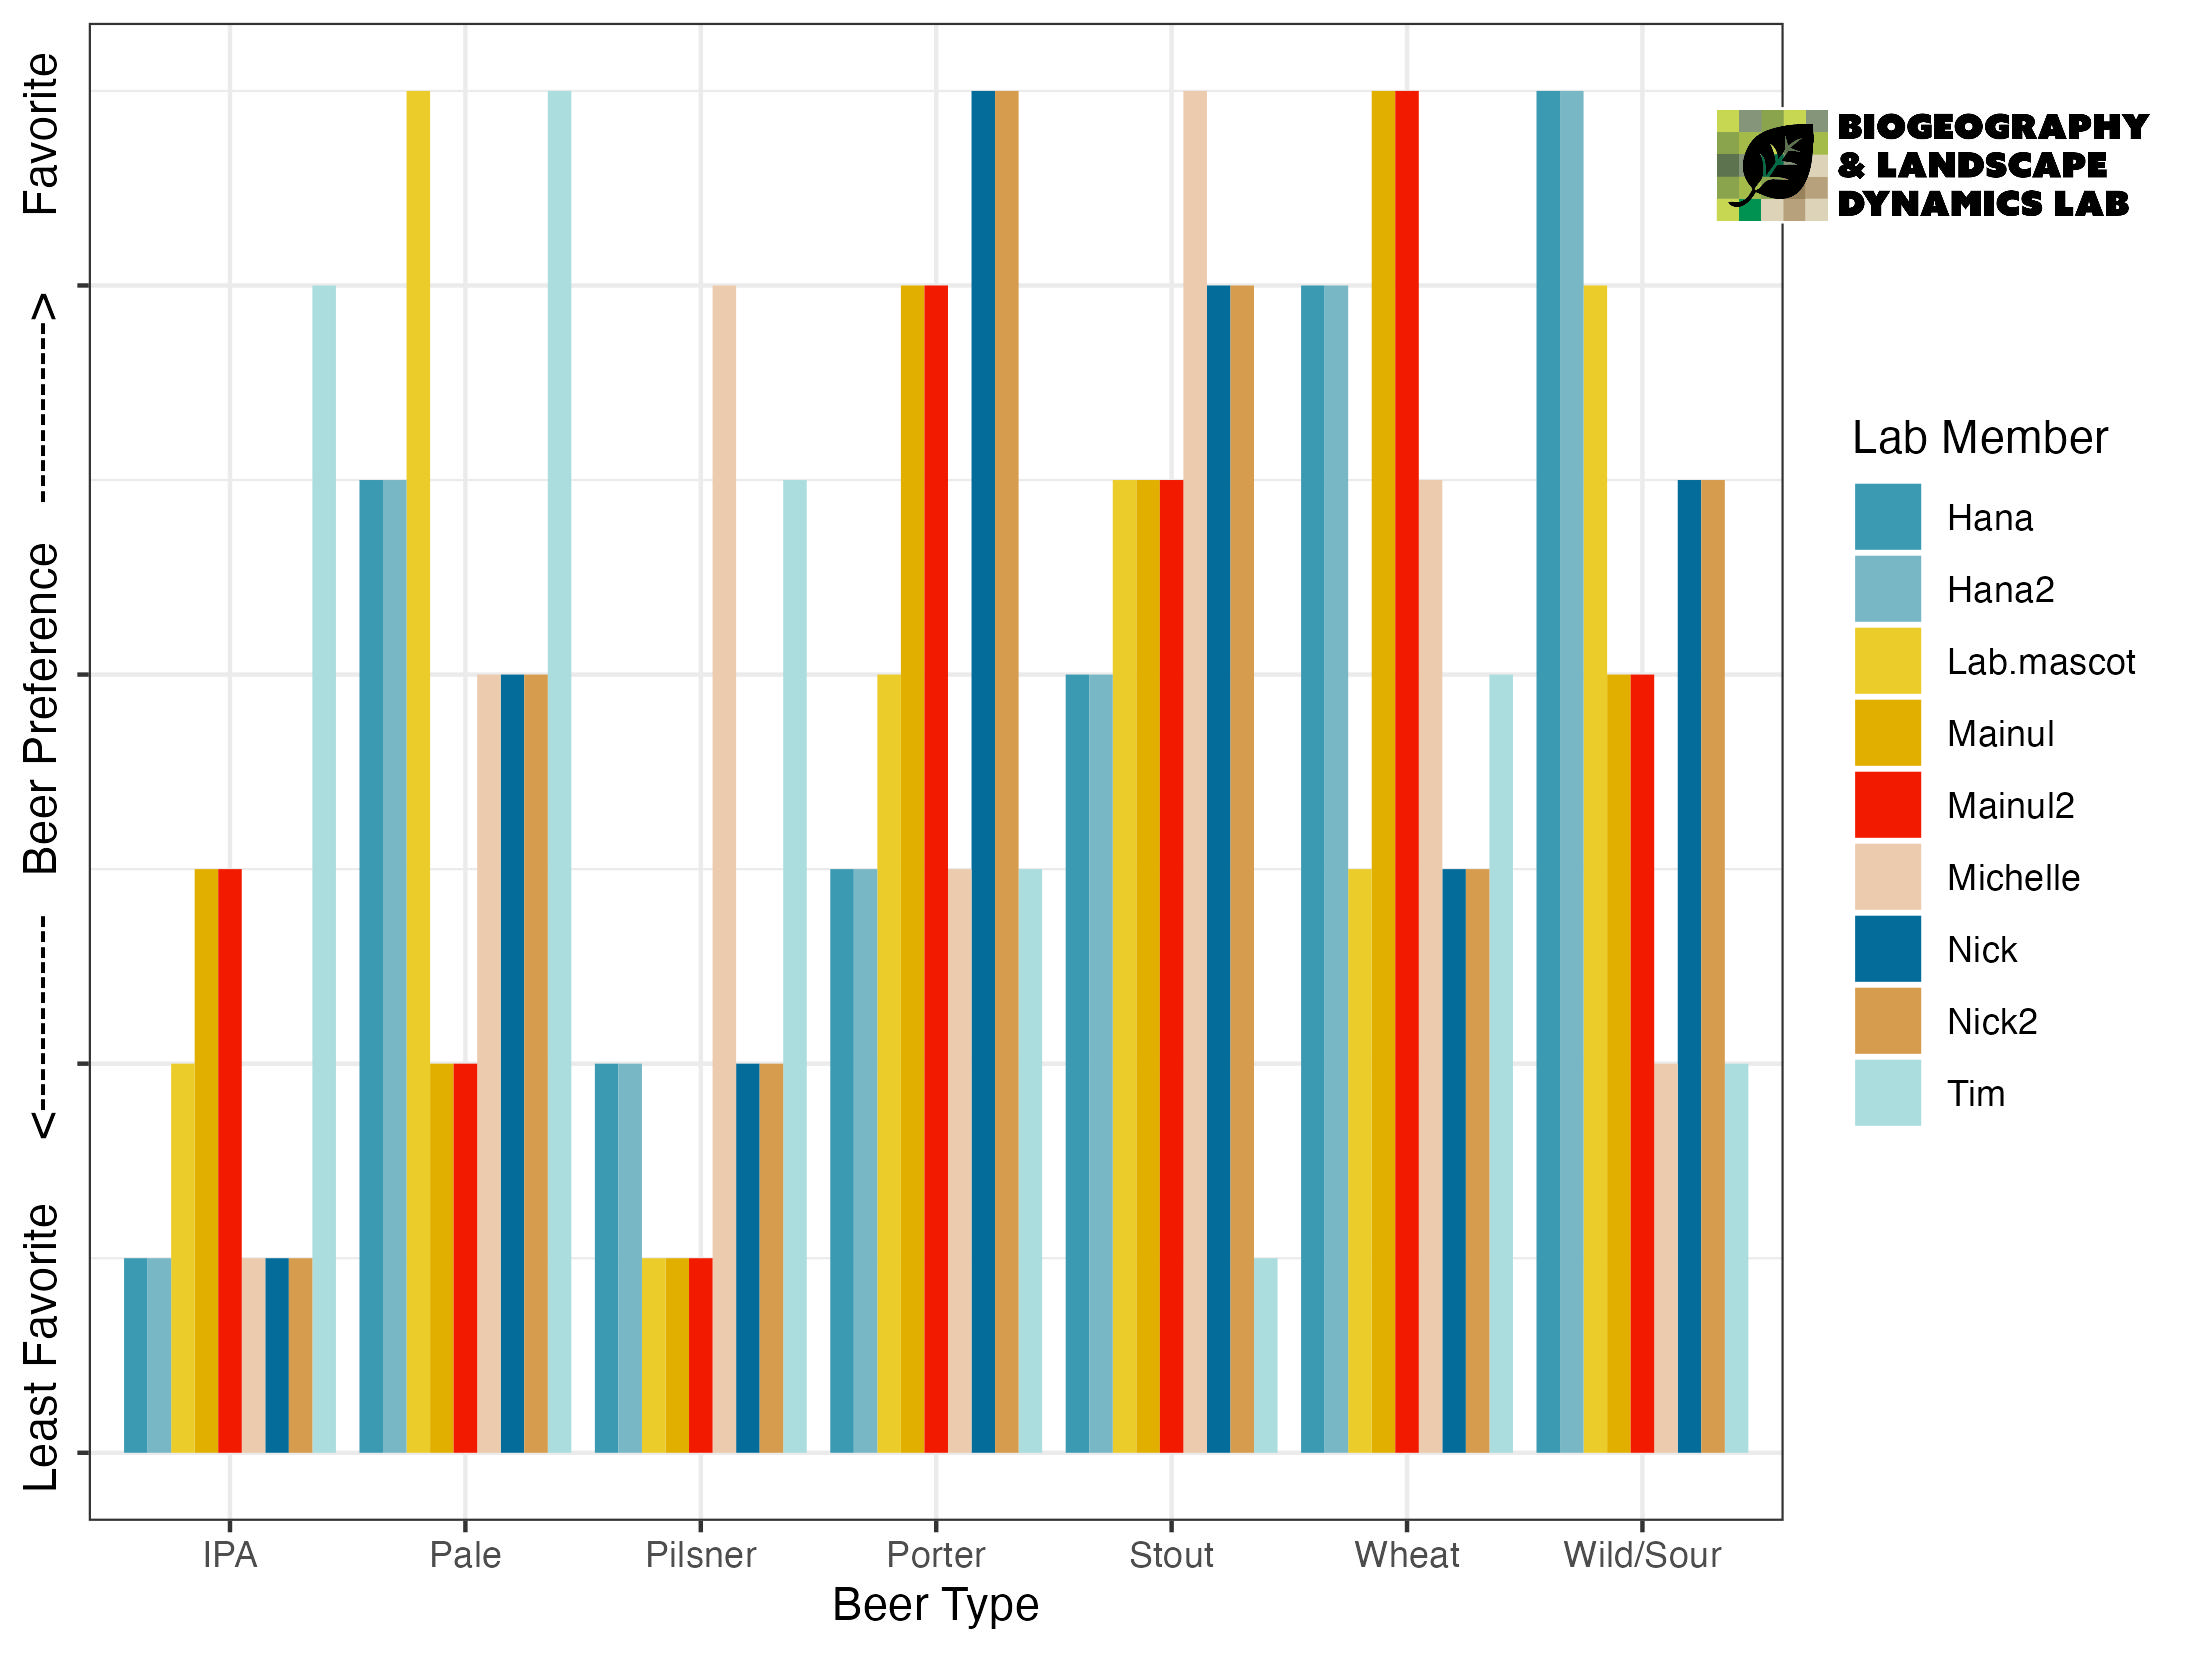 Least Favorite <------------- Beer Preference -------------> Favorite
BIOGEOGRAPHY
& LANDSCAPE
DYNAMICS LAB
Lab Member
Hana
Hana2
Lab.mascot
Mainul
Mainul2
Michelle
Nick
Nick2
Tim
IPA Pale Pilsner Porter Stout Wheat Wild/Sour
Beer Type